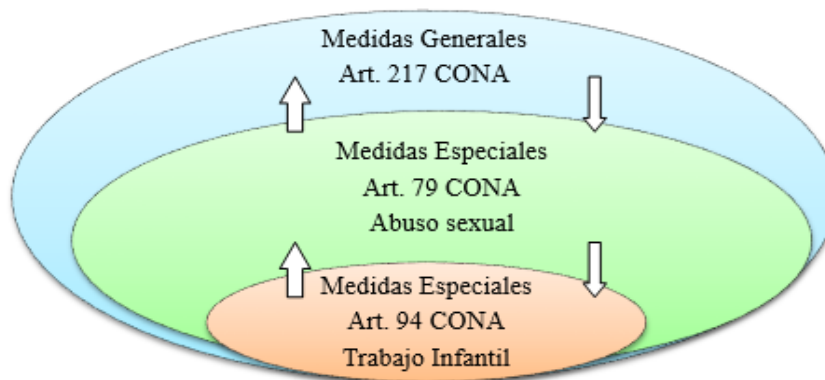 Medidas Generales
Art. 217 CONA
Medidas Especiales
Art. 79 CONA
Abuso sexual
Medidas Especiales
Art. 94 CONA
Trabajo Infantil